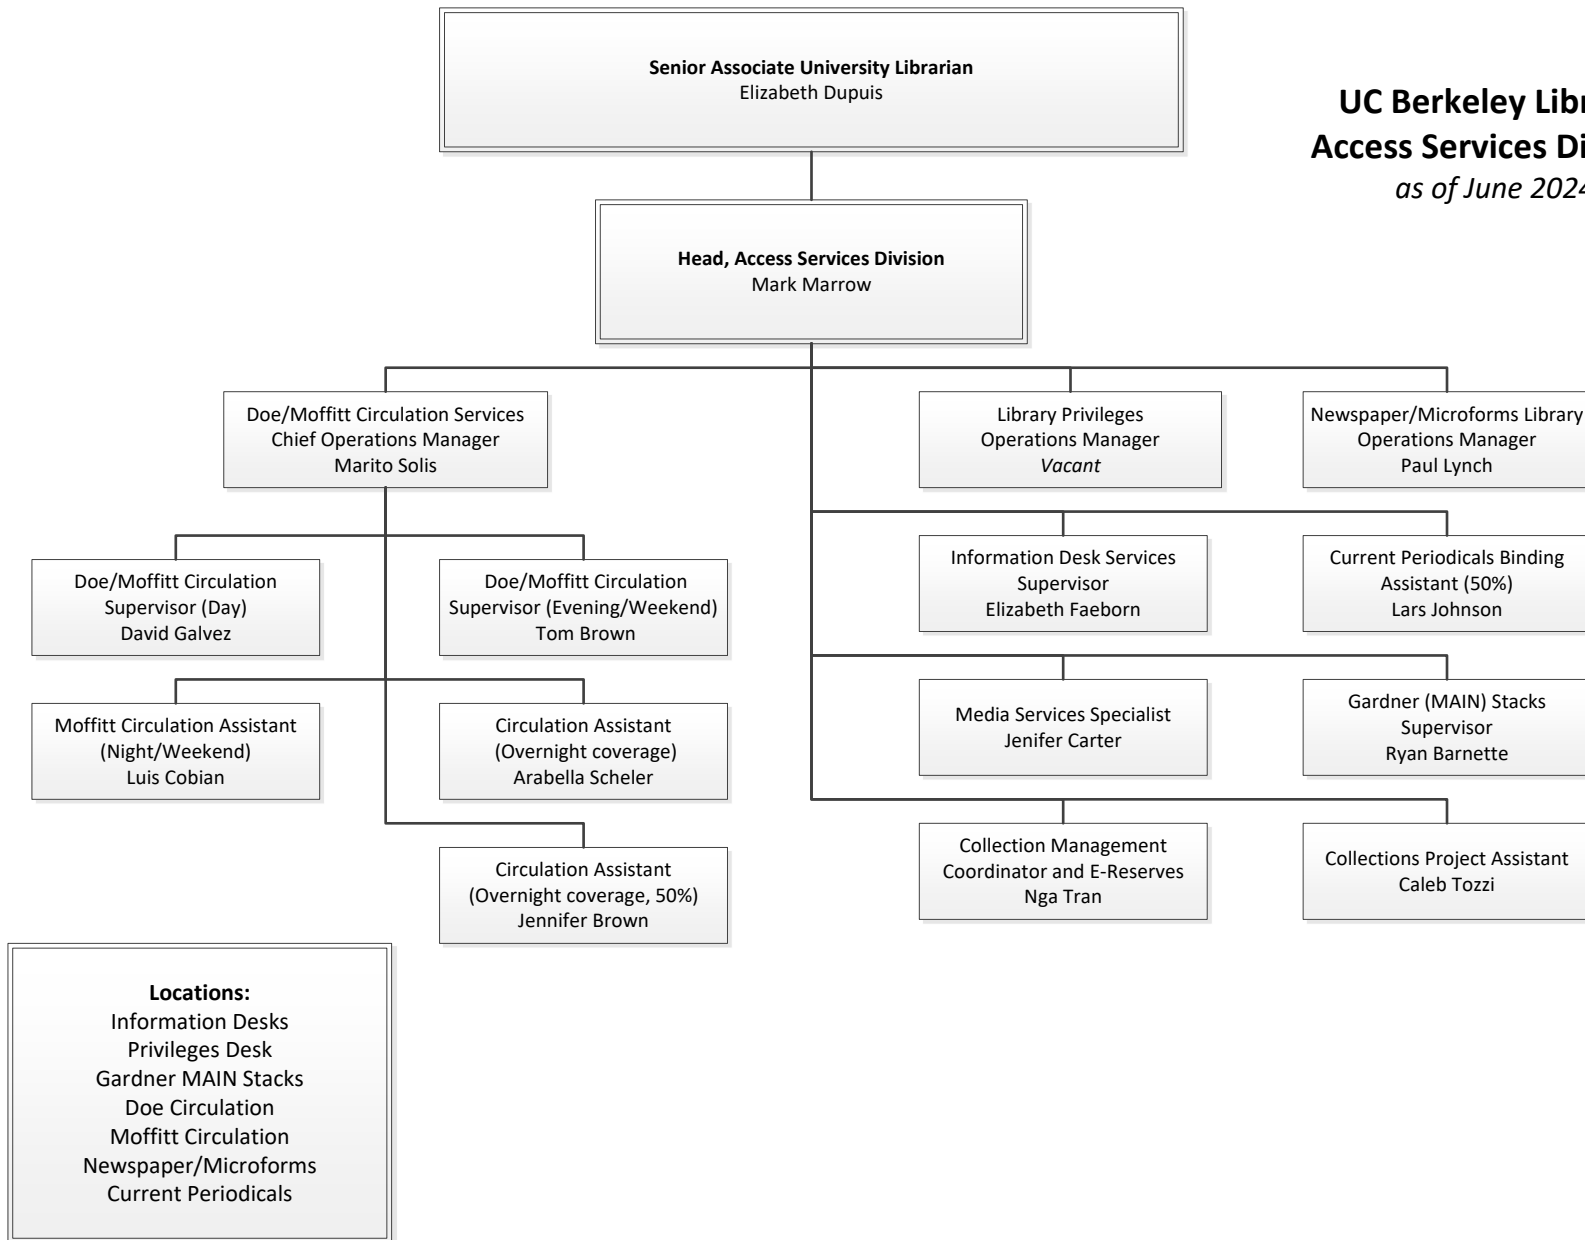 Senior Associate University Librarian
Elizabeth Dupuis
UC Berkeley
Access Services
as of June 2024
Head, Access Services Division
Mark Marrow
Doe/Moffitt Circulation Services
Chief Operations Manager
Marito Solis
Library Privileges
Operations Manager
Vacant
Newspaper/Microforms Library
Operations Manager
Paul Lynch
Doe/Moffitt Circulation
Supervisor (Day)
David Galvez
Doe/Moffitt Circulation
Supervisor (Evening/Weekend)
Tom Brown
Information Desk Services
Supervisor
Elizabeth Faeborn
Current Periodicals Binding
Assistant (50%)
Lars Johnson
Moffitt Circulation Assistant
(Night/Weekend)
Luis Cobian
Circulation Assistant
(Overnight coverage)
Arabella Scheler
Media Services Specialist
Jenifer Carter
Gardner (MAIN) Stacks
Supervisor
Ryan Barnette
Circulation Assistant
(Overnight coverage, 50%)
Jennifer Brown
Collection Management
Coordinator and E-Reserves
Nga Tran
Collections Project Assistant
Caleb Tozzi
Locations:
Information Desks
Privileges Desk
Gardner MAIN Stacks
Doe Circulation
Moffitt Circulation
Newspaper/Microforms
Current Periodicals